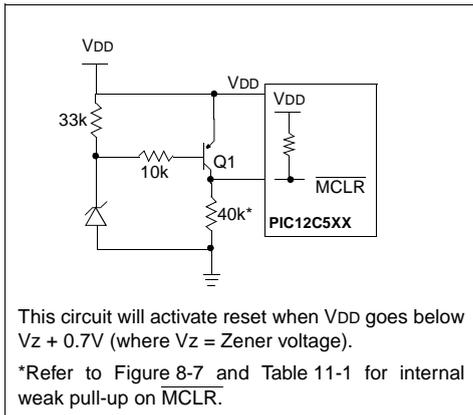 VDD
VDD
VDD
33k
Q1
10k
MCLR
40k*
PIC12C5XX
This circuit will activate reset when VDD goes below
Vz + 0.7V (where Vz = Zener voltage).
*Refer to Figure 8-7 and Table 11-1 for internal
weak pull-up on MCLR.